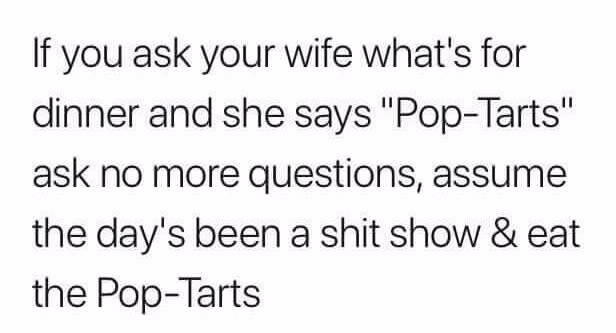 If you ask your wife what's for
dinner and she says "Pop-Tarts"
ask no more questions, assume
the day's been a shit show & eat
the Pop-Tarts